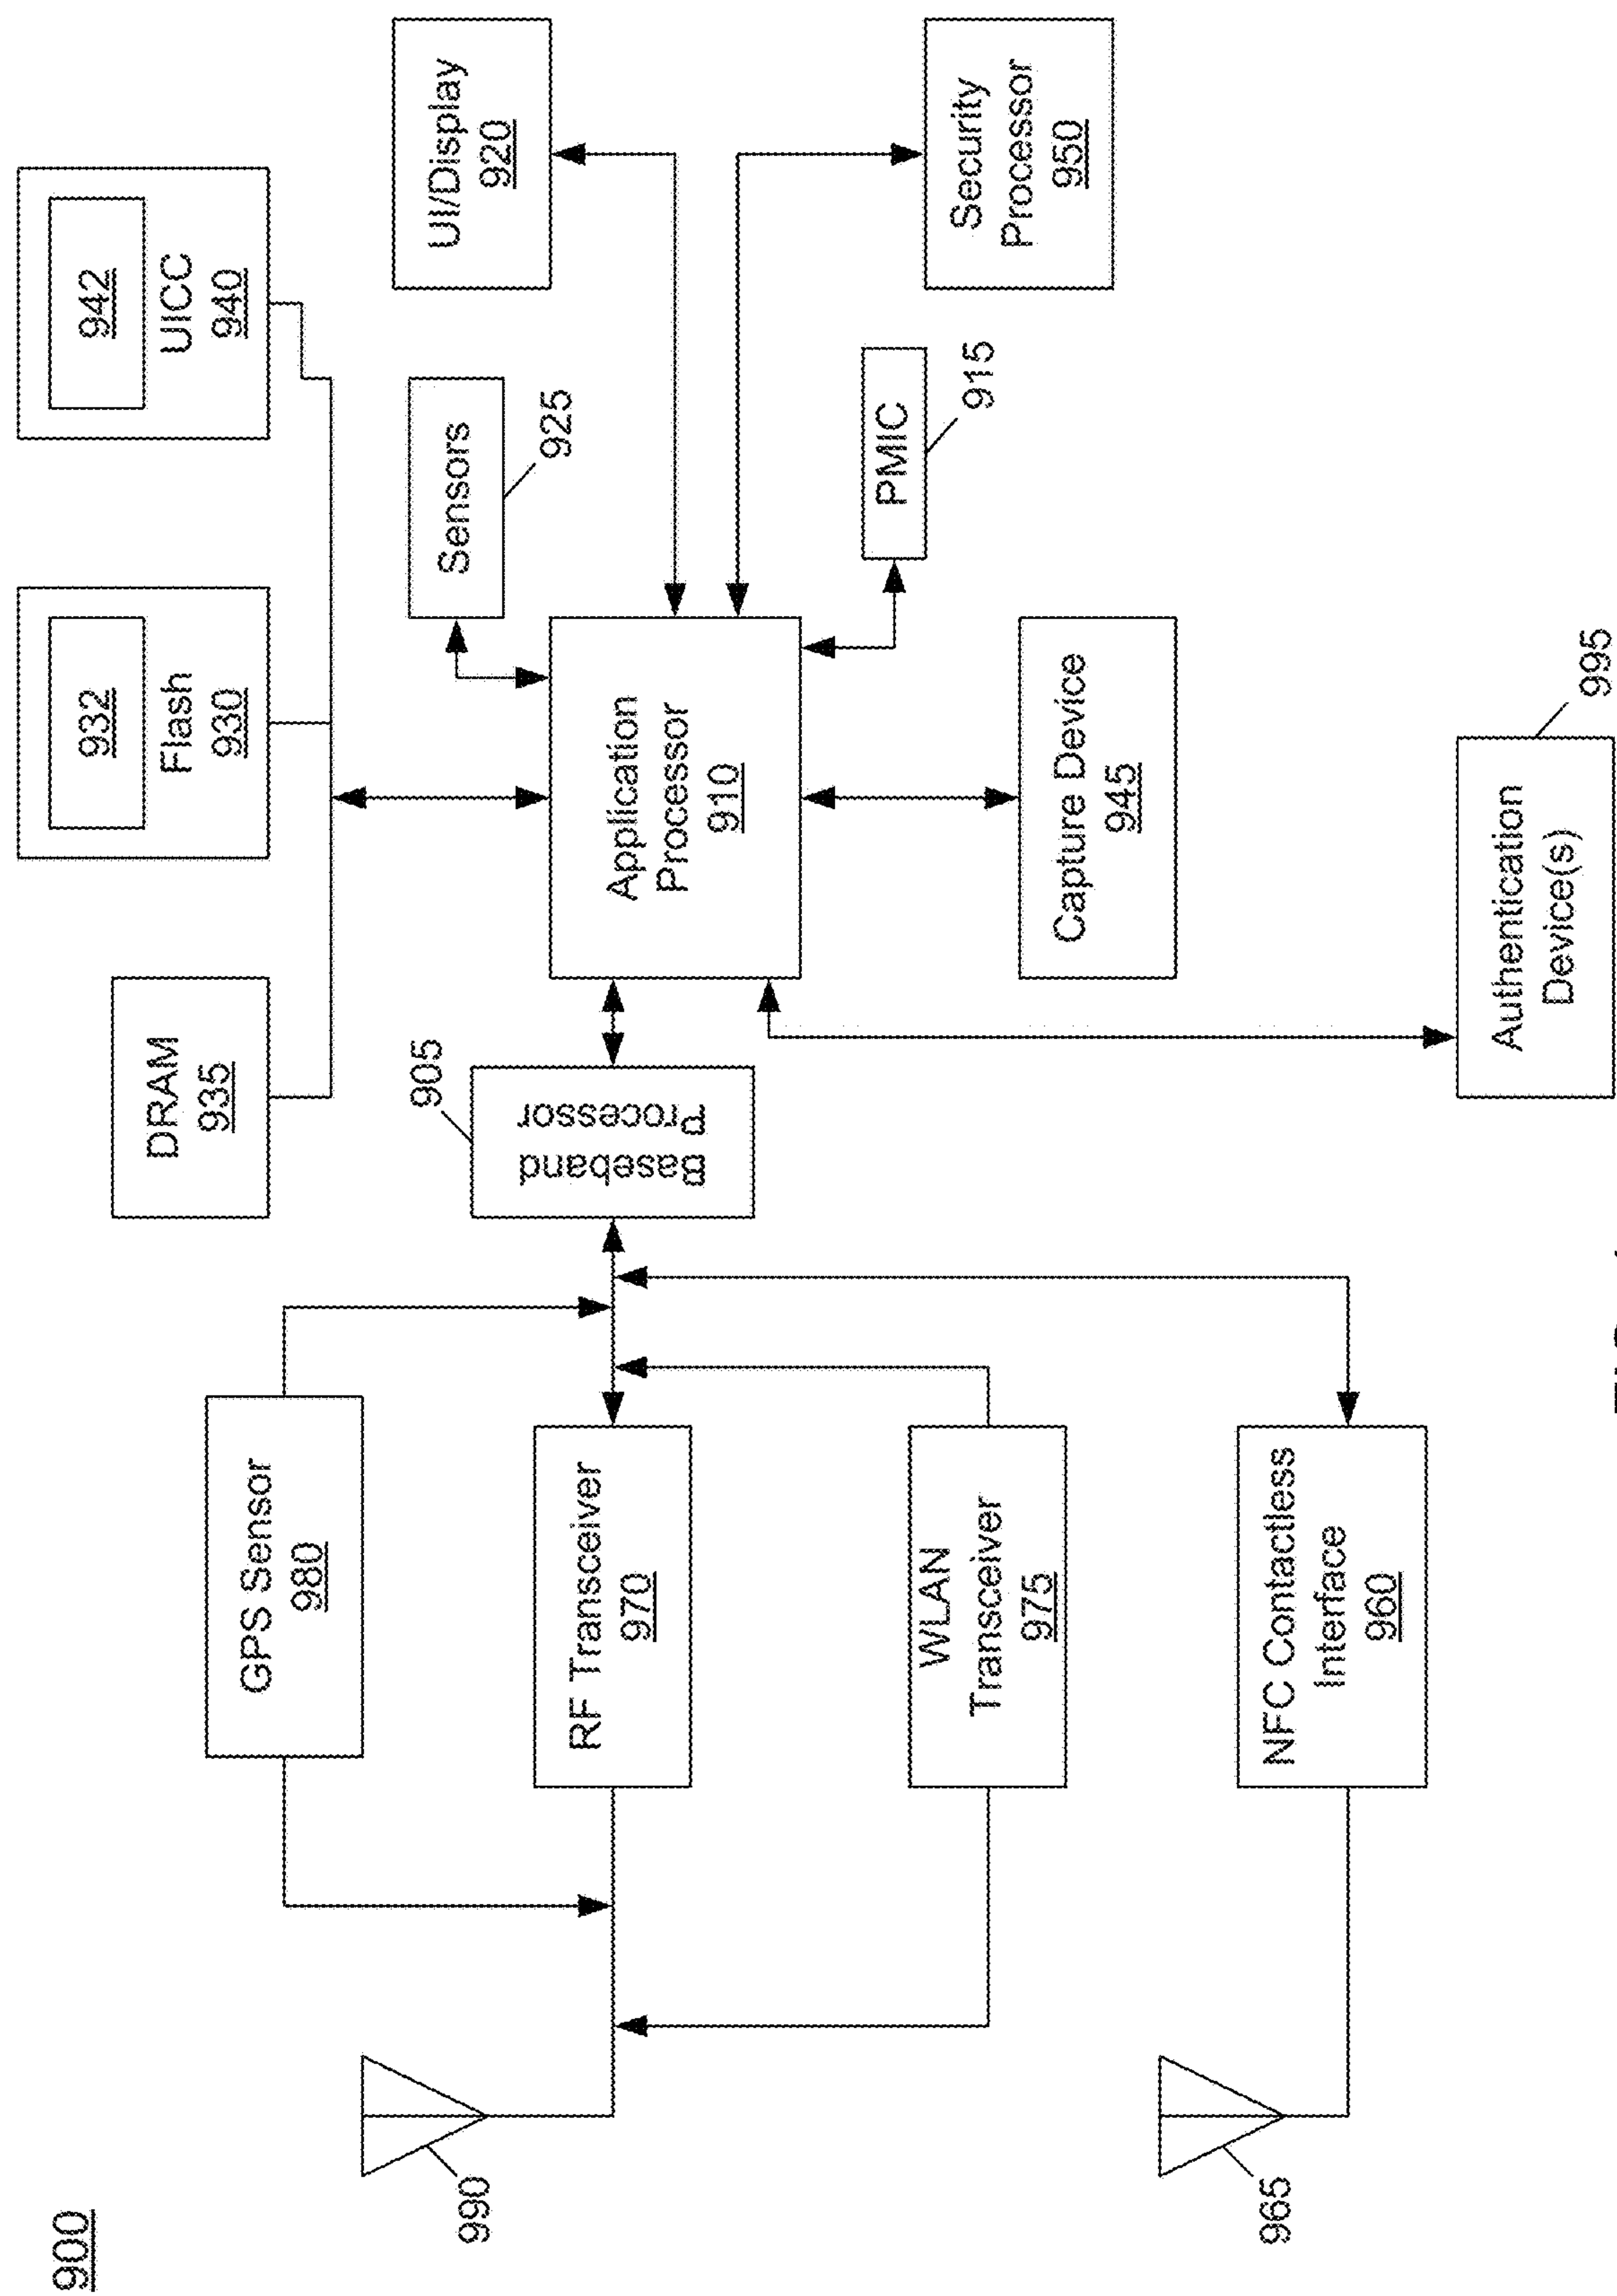 900
DRAM
935
932
Flash
930
942
UICC
940
UI/Display
920
Sensors
925
Application
Processor
910
905
Baseband
Processor
Security
Processor
950
PMIC
915
Capture Device
945
Authentication
Device(s)
995
GPS Sensor
980
RF Transceiver
970
WLAN
Transceiver
975
NFC Contactless
Interface
960
990
965